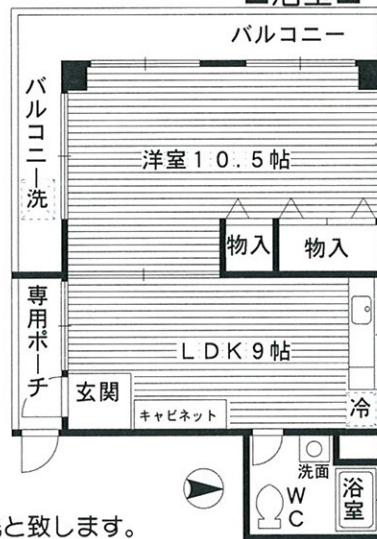 バルコニー
バルコニー
洗
洋室10.5帖
物入
物入
専用ポーチ
LDK9帖
玄関
キャビネット
冷
洗面
WC
浴室
と致します。